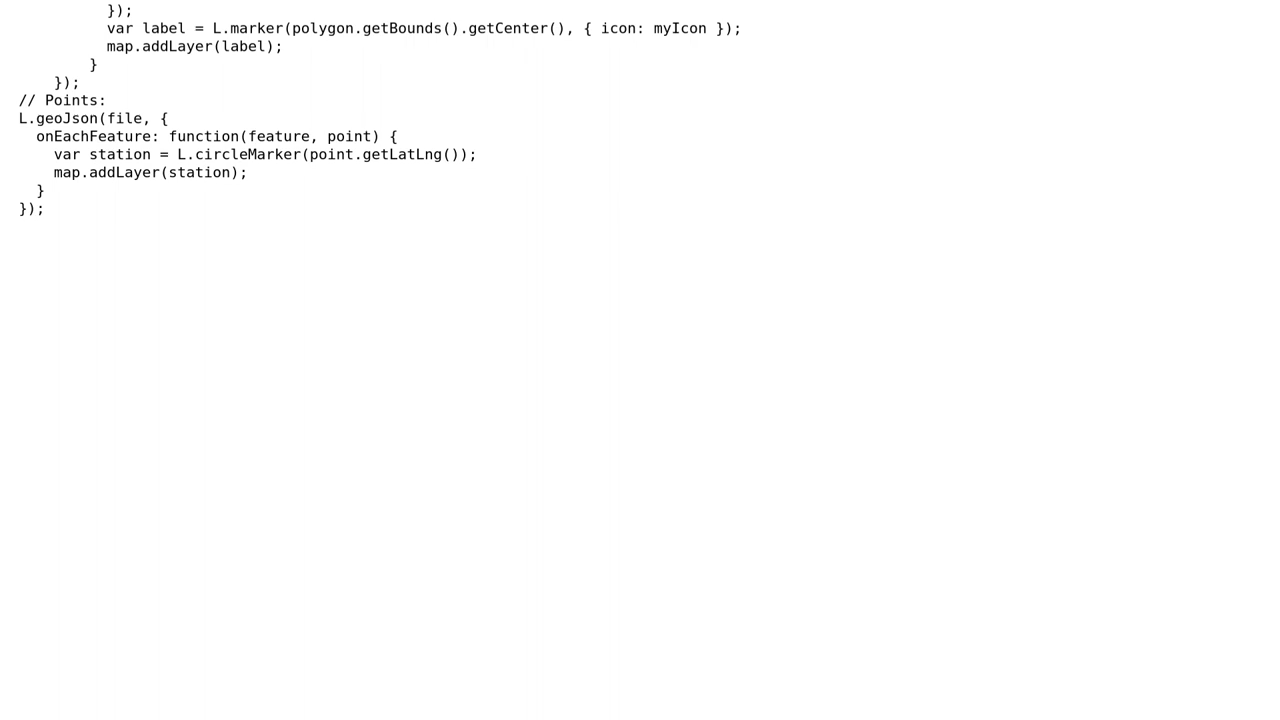 });
var label = L.marker(polygon.getBounds().getCenter(), { icon: myIcon });
map.addLayer(label);
}
});
// Points:
L.geoJson(file, {
onEachFeature: function(feature, point) {
var station = L.circleMarker(point.getLatLng());
map.addLayer(station);
}
});